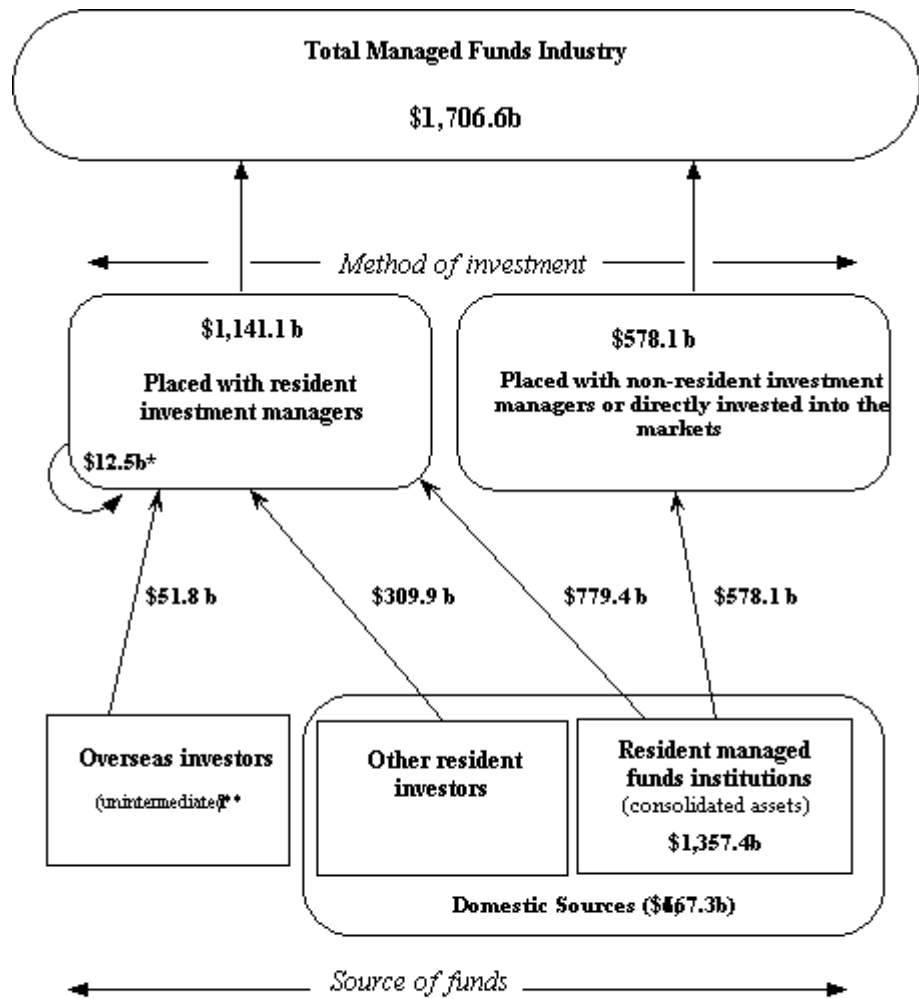 Total Managed Funds Industry
$1,706.6b
Method of investment
$1,141.1 b
Placed with resident
investment managers
$12.5b*
$578.1 b
Placed with non-resident investment
managers or directly invested into the
markets
$51.8 b
$309.9 b
$779.4 b
$578.1 b
Overseas investors
(unintermediated)**
Other resident
investors
Resident managed
funds institutions
(consolidated assets)
$1,357.4b
Domestic Sources
Source of funds